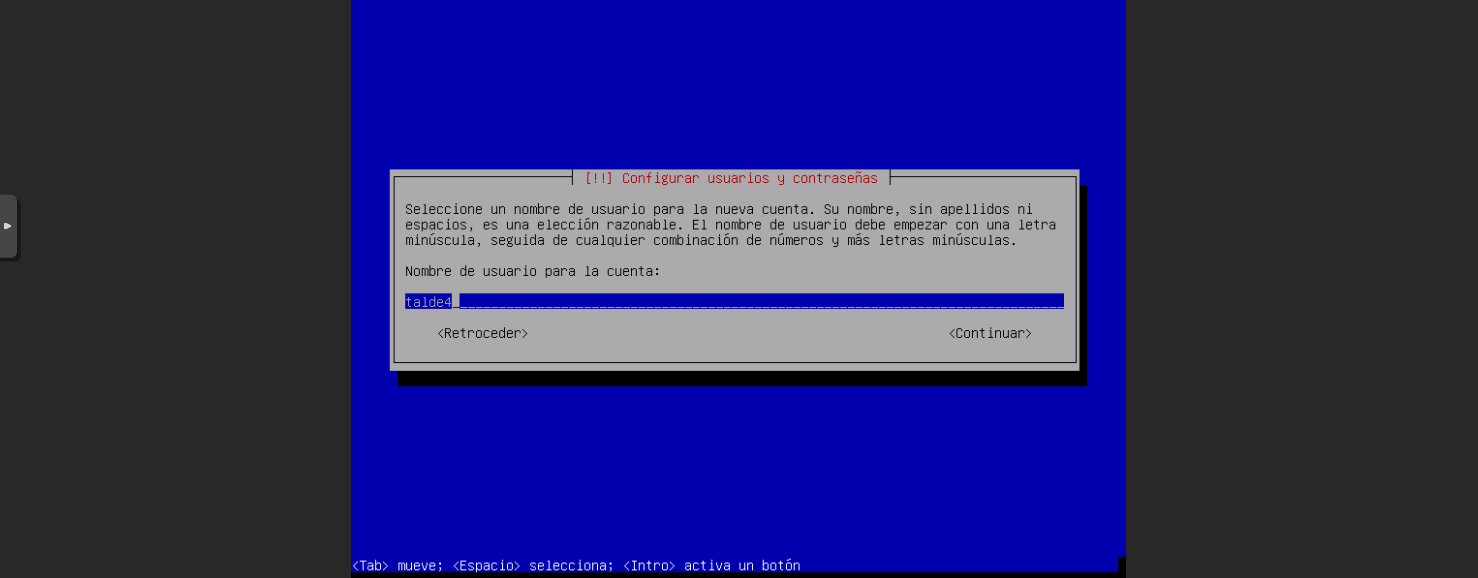 [!!] Configurar usuarios y contraseñas
Seleccione un nombre de usuario para la nueva cuenta. Su nombre, sin apellidos ni
espacios, es una elección razonable. El nombre de usuario debe empezar con una letra
minúscula, seguida de cualquier combinación de números y más letras minúsculas.
Nombre de usuario para la cuenta:
talde4
<Retroceder> <Continuar>
<Tab> mueve; <Espacio> selecciona; <Intro> activa un botón